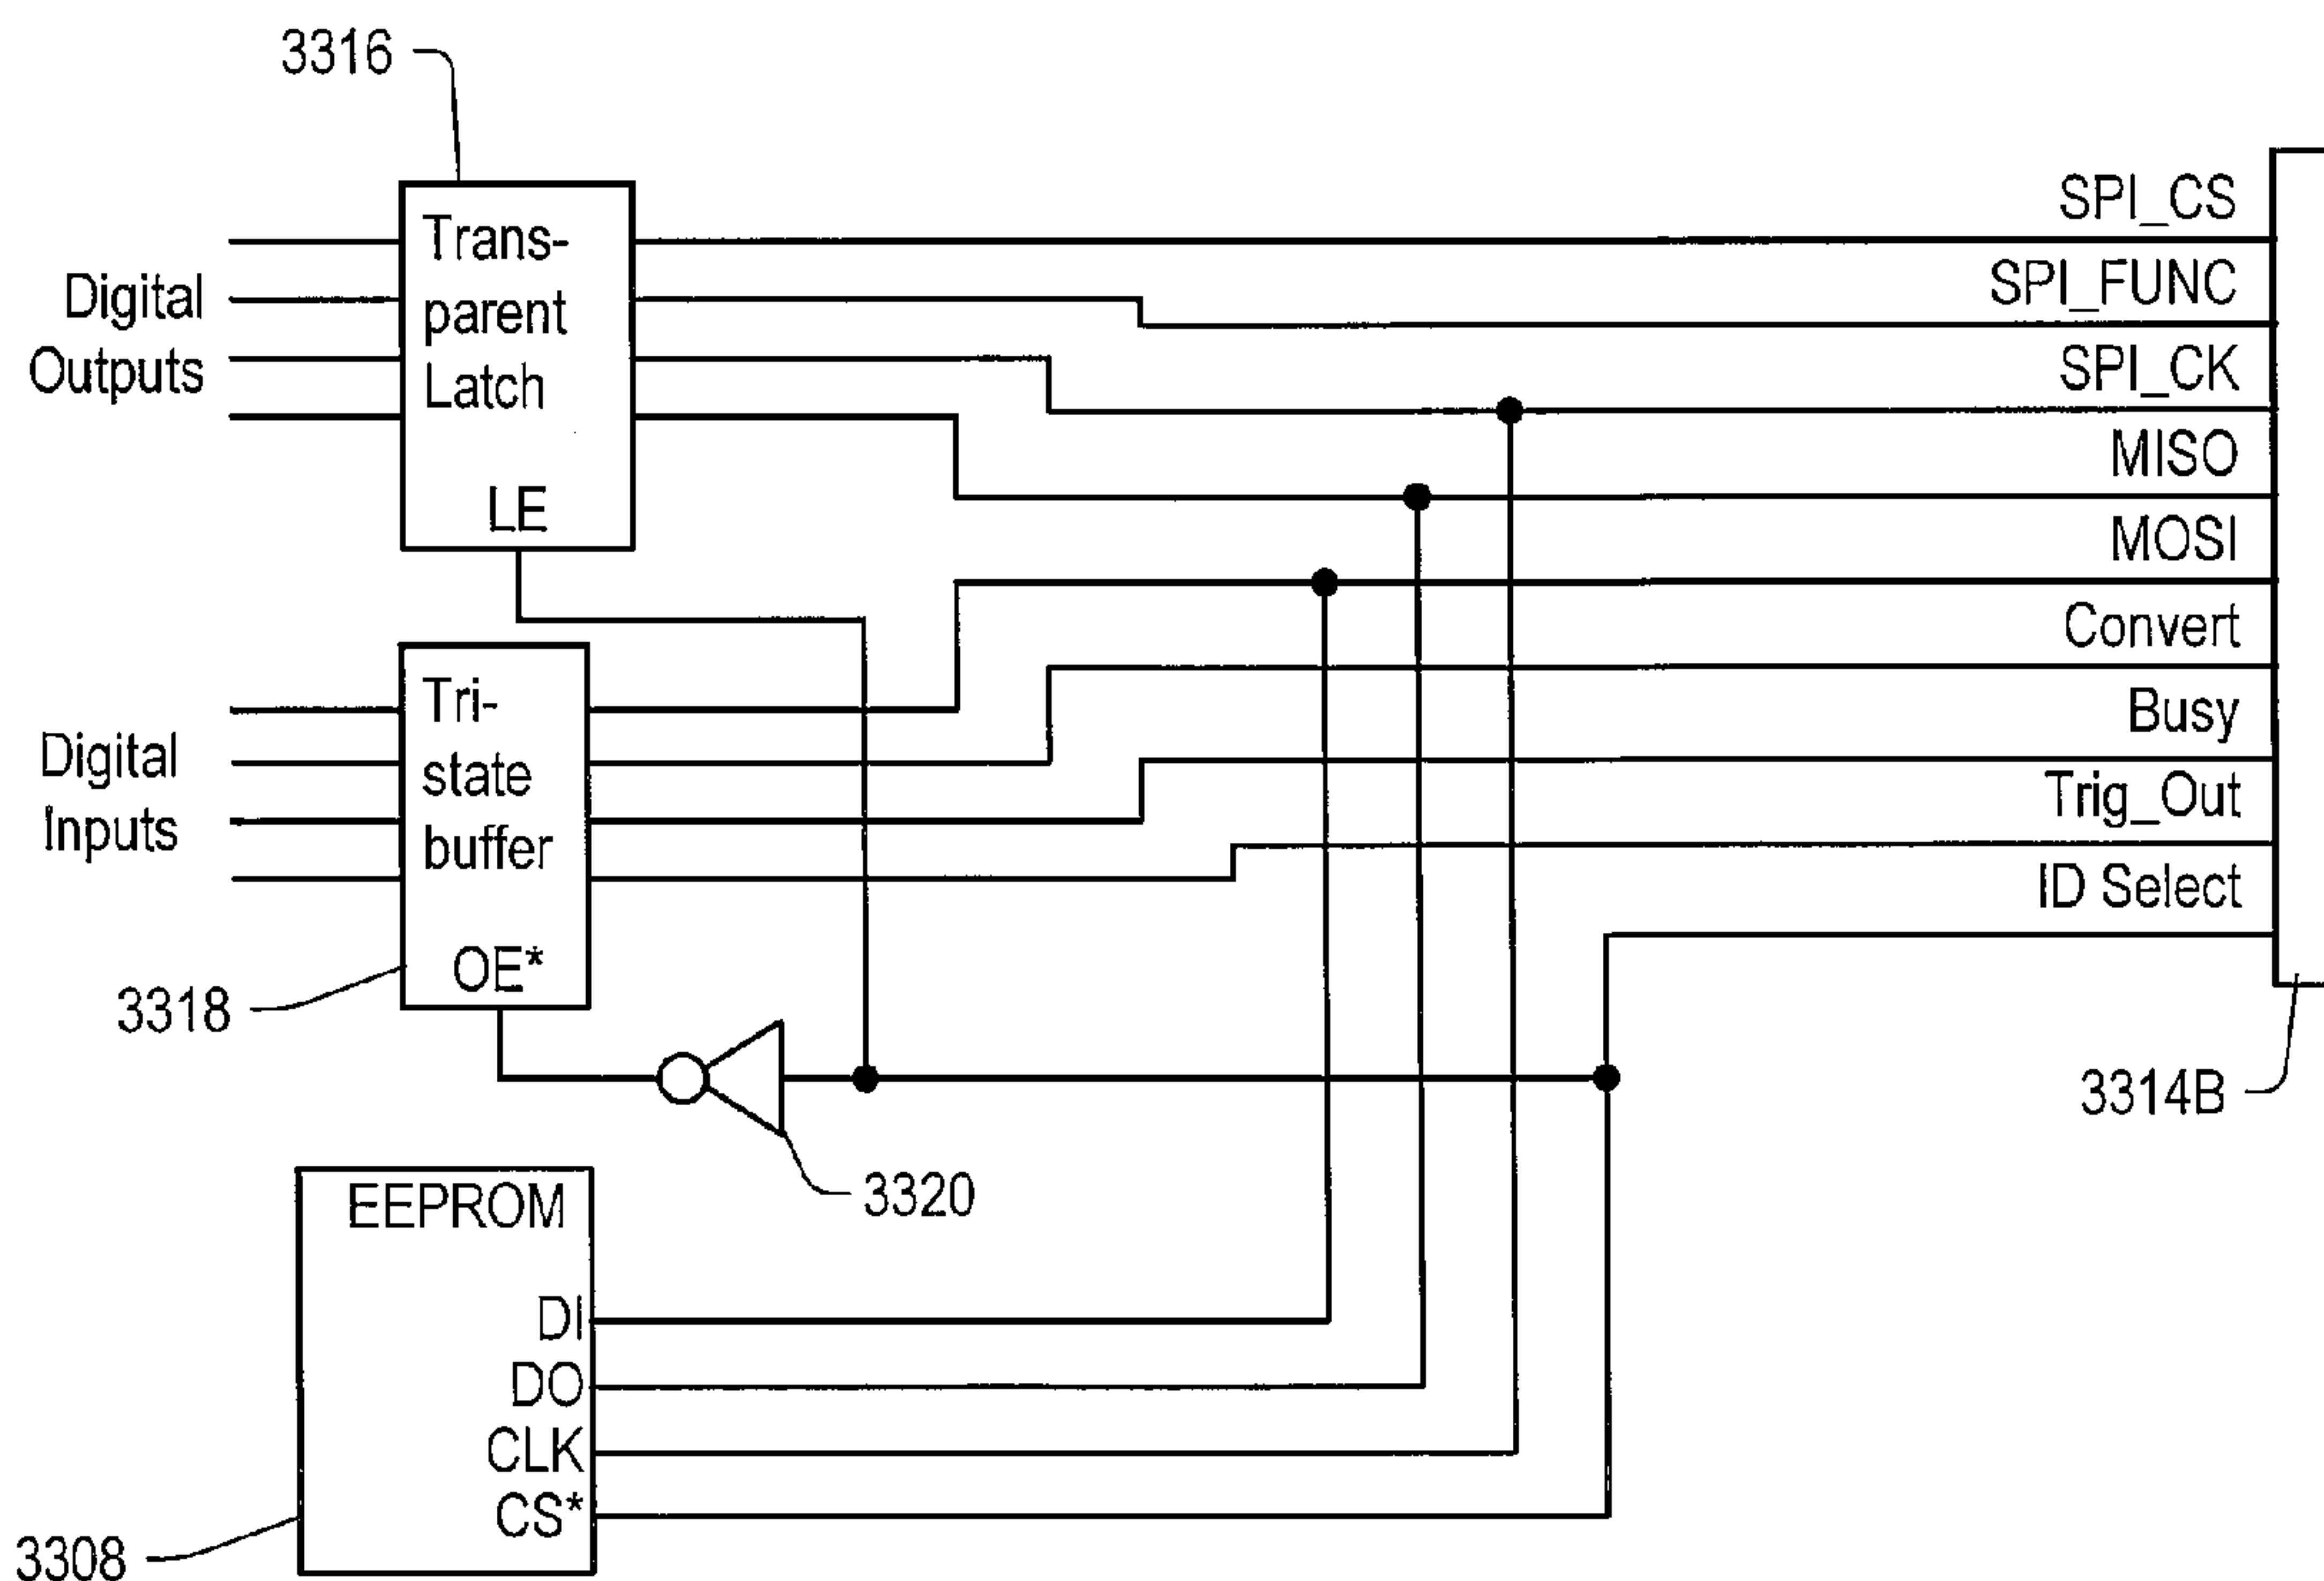 3316
Trans-
parent
Latch
LE
Digital
Outputs
SPI_CS
SPI_FUNC
SPI_CK
MISO
MOSI
Convert
Busy
Trig_Out
ID Select
3314B
Digital
Inputs
Tri-
state
buffer
OE*
3318
3320
EEPROM
DI
DO
CLK
CS*
3308